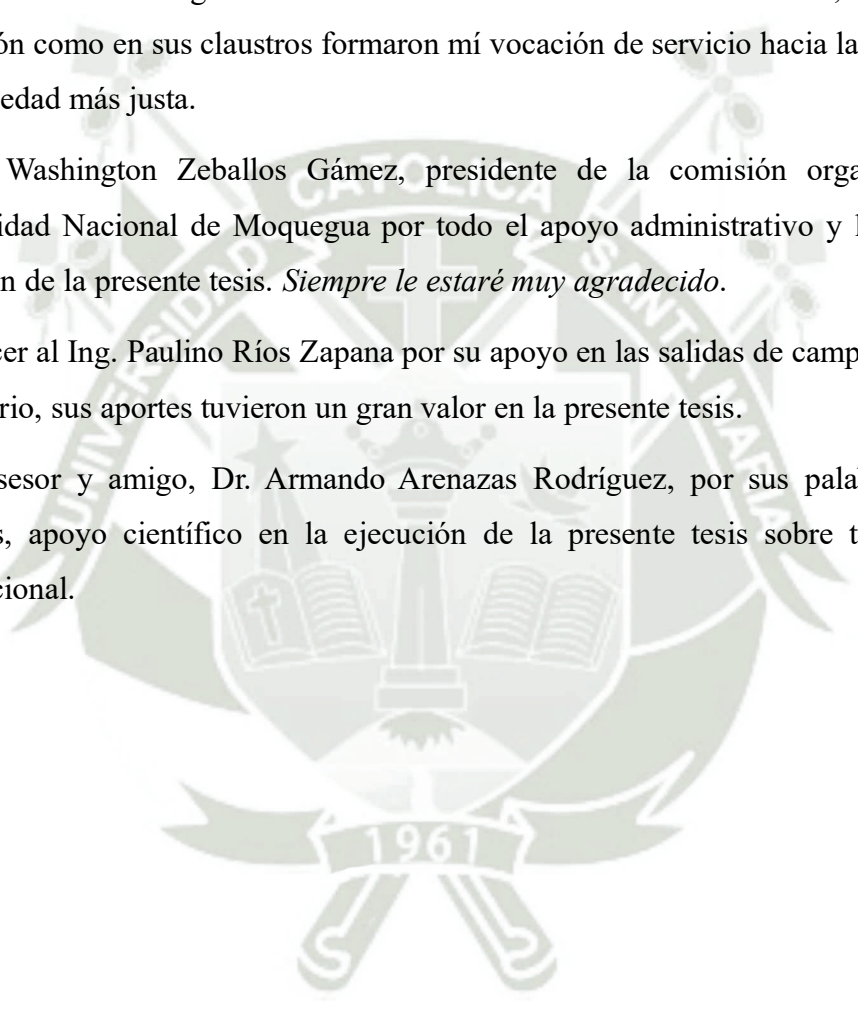 ón como en sus claustros formaron mí vocación de servicio hacia la
edad más justa.
Washington Zeballos Gámez, presidente de la comisión orga
idad Nacional de Moquegua por todo el apoyo administrativo y l
n de la presente tesis. Siempre le estaré muy agradecido.
cer al Ing. Paulino Ríos Zapana por su apoyo en las salidas de camp
rio, sus aportes tuvieron un gran valor en la presente tesis.
sesor y amigo, Dr. Armando Arenazas Rodríguez, por sus pala
s, apoyo científico en la ejecución de la presente tesis sobre t
cional.
UNIVERSIDAD CATOLICA SANTA MARIA
1961